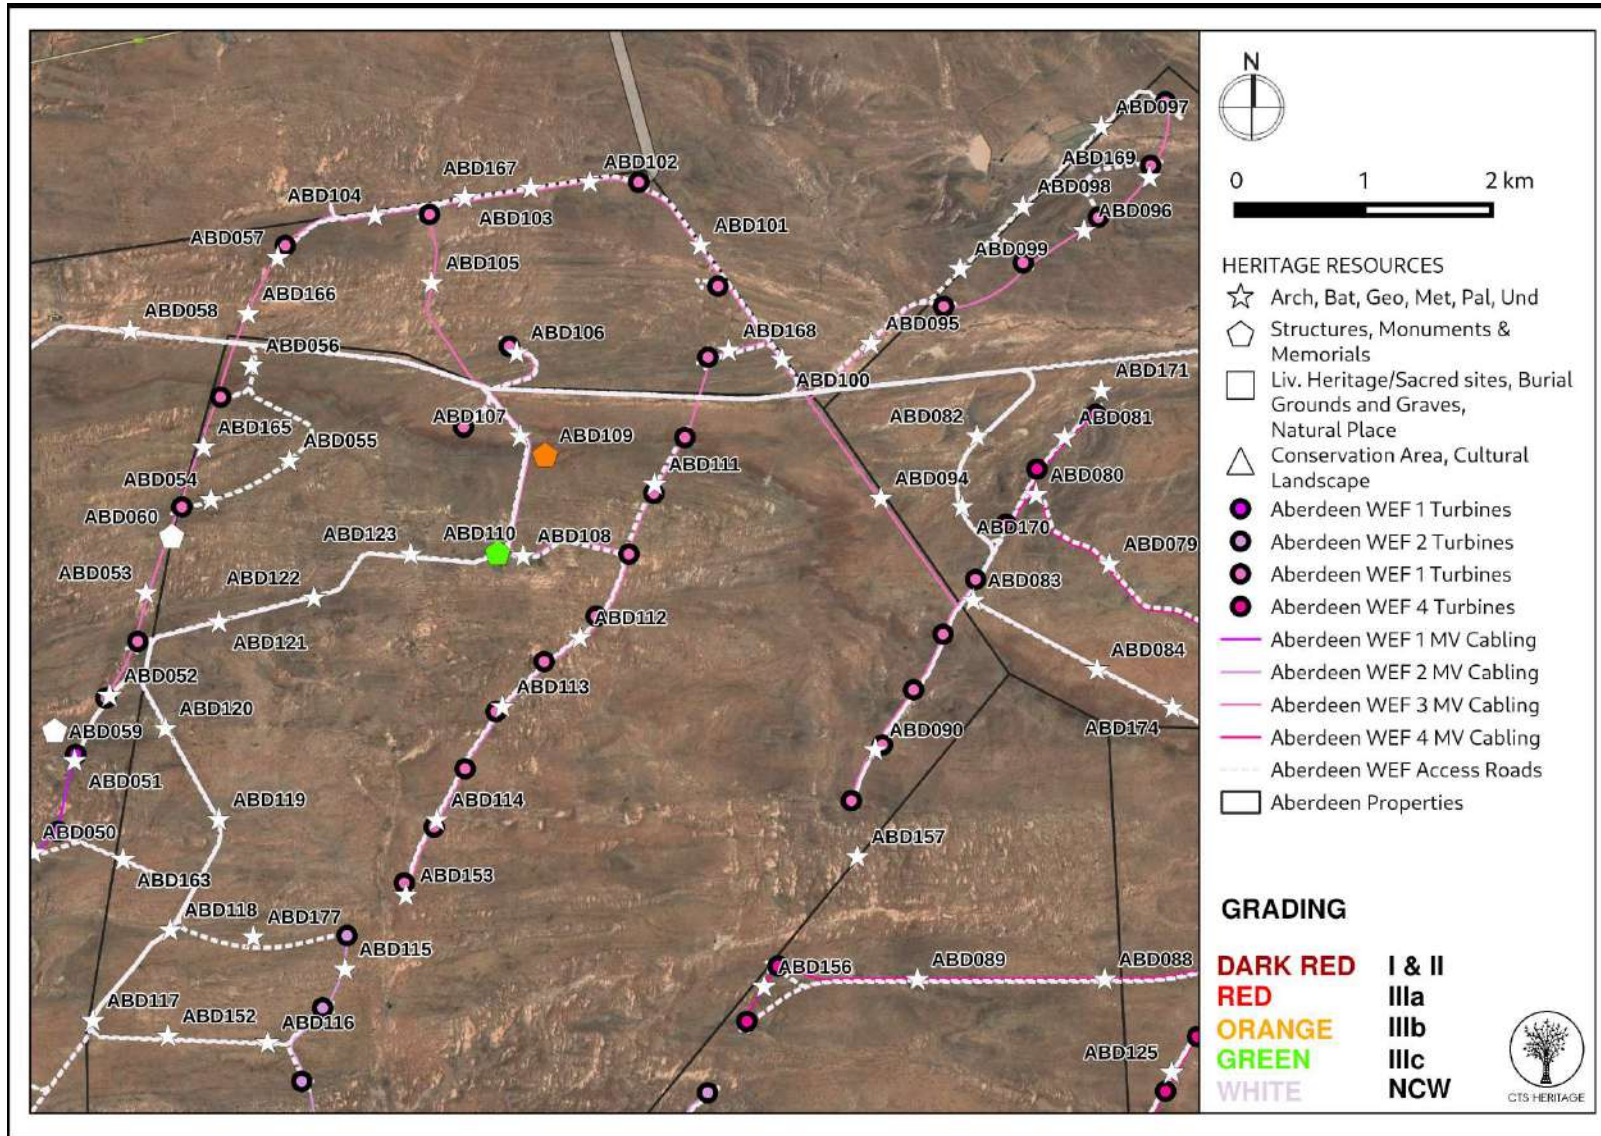 ABD097
ABD169
ABD102
ABD167
ABD098
ABD104
ABD103
ABD096
ABD101
ABD057
ABD099
ABD105
ABD166
ABD058
ABD106
ABD168
ABD095
ABD056
ABD100
ABD171
ABD107
ABD082
ABD081
ABD165
ABD055
ABD109
ABD111
ABD094
ABD080
ABD054
ABD060
ABD123
ABD110
ABD108
ABD170
ABD079
ABD053
ABD122
ABD083
ABD112
ABD121
ABD084
ABD052
ABD113
ABD120
ABD059
ABD090
ABD174
ABD051
ABD119
ABD114
ABD050
ABD157
ABD163
ABD153
ABD118
ABD177
ABD115
ABD156
ABD089
ABD088
ABD117
ABD152
ABD116
ABD125
N
0 1 2 km
HERITAGE RESOURCES
Arch, Bat, Geo, Met, Pal, Und
Structures, Monuments &
Memorials
Liv. Heritage/Sacred sites, Burial
Grounds and Graves,
Natural Place
Conservation Area, Cultural
Landscape
Aberdeen WEF 1 Turbines
Aberdeen WEF 2 Turbines
Aberdeen WEF 1 Turbines
Aberdeen WEF 4 Turbines
Aberdeen WEF 1 MV Cabling
Aberdeen WEF 2 MV Cabling
Aberdeen WEF 3 MV Cabling
Aberdeen WEF 4 MV Cabling
Aberdeen WEF Access Roads
Aberdeen Properties
GRADING
DARK RED I & II
RED IIIa
ORANGE IIIb
GREEN IIIc
WHITE NCW
CTS HERITAGE